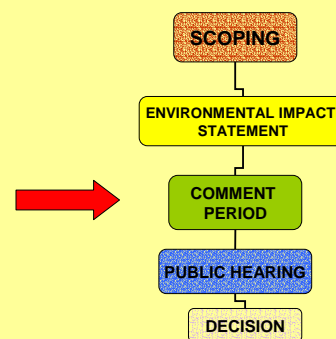 SCOPING
ENVIRONMENTAL IMPACT
STATEMENT
COMMENT
PERIOD
PUBLIC HEARING
DECISION